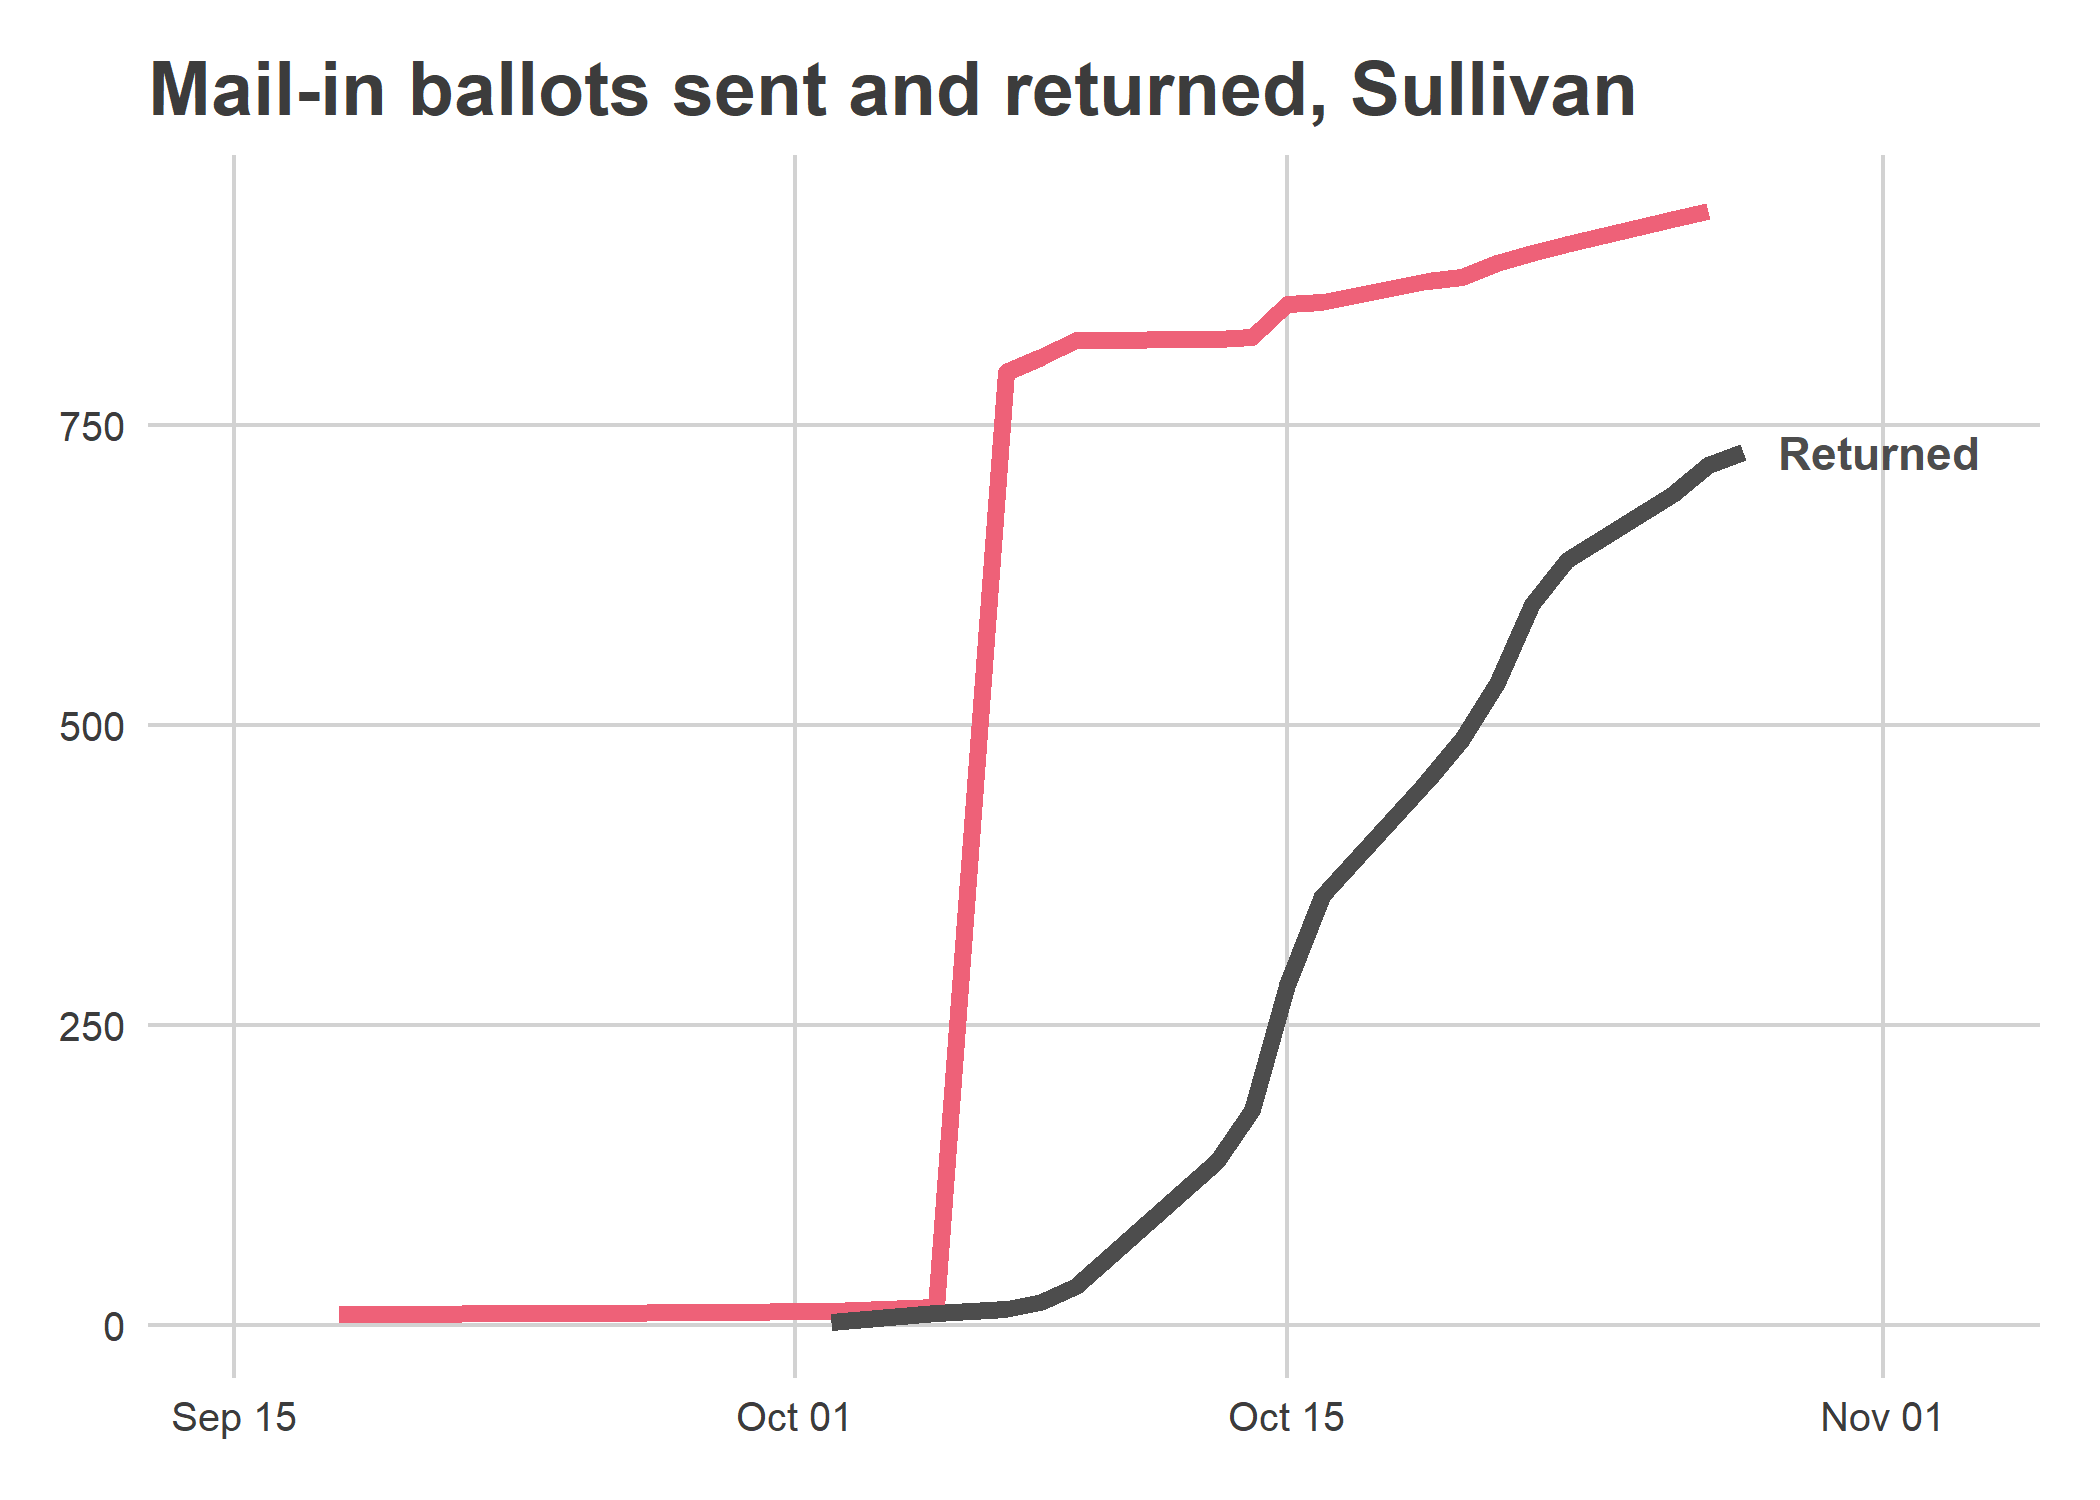 Mail-in ballots sent and returned, Sullivan
750
Returned
500
250
0
Sep 15 Oct 01 Oct 15 Nov 01